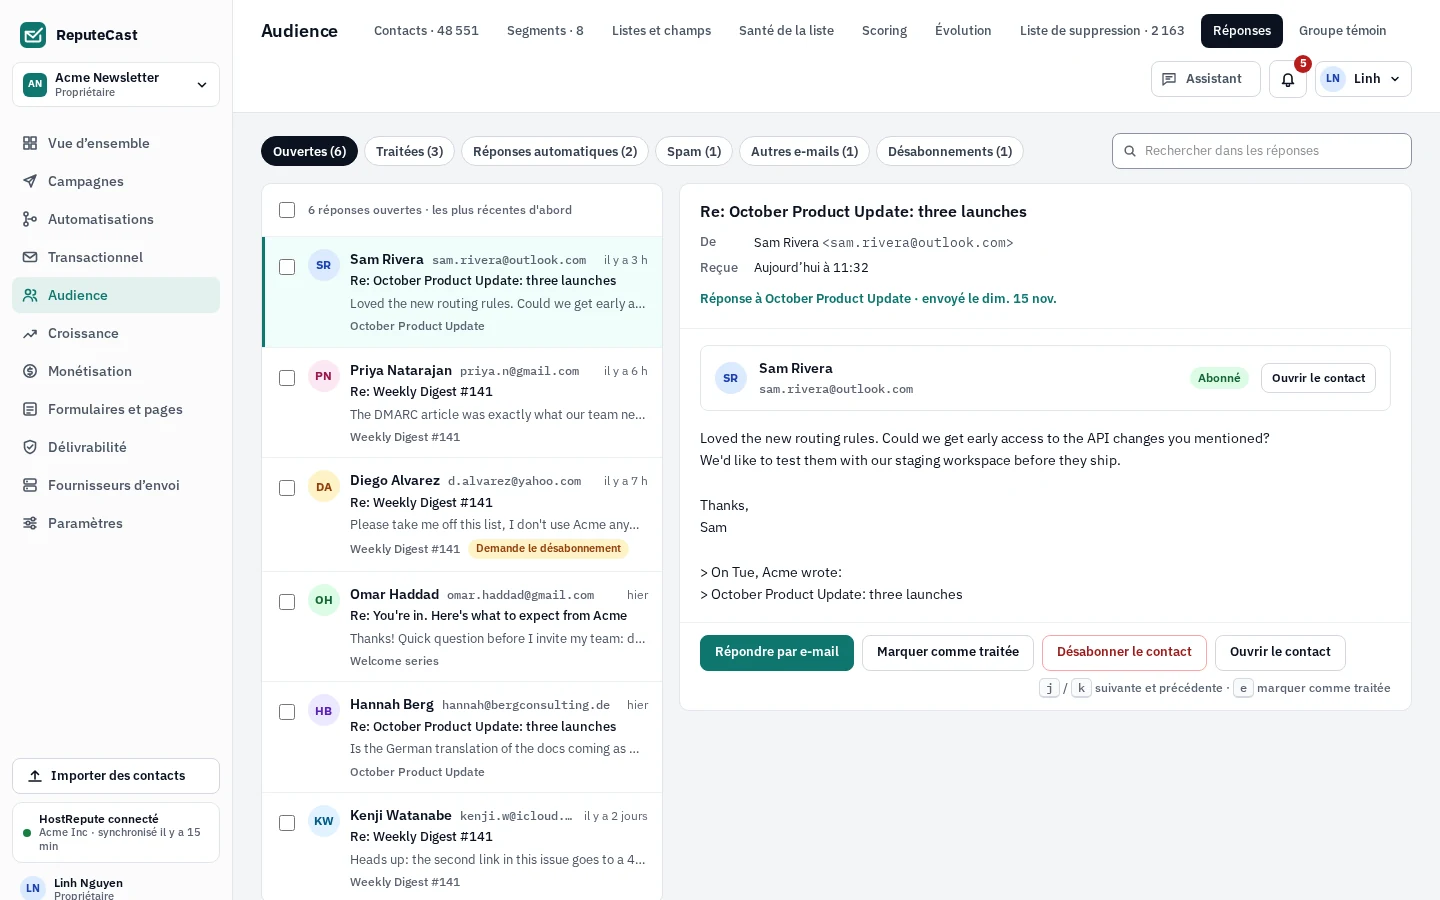 ReputeCast
AN
Acme Newsletter
Propriétaire
Vue d’ensemble
Campagnes
Automatisations
Transactionnel
Audience
Croissance
Monétisation
Formulaires et pages
Délivrabilité
Fournisseurs d’envoi
Paramètres
Importer des contacts
HostRepute connecté
Acme Inc · synchronisé il y a 15
min
LN
Linh Nguyen
Propriétaire
Audience
Contacts · 48 551
Segments · 8
Listes et champs
Santé de la liste
Scoring
Évolution
Liste de suppression · 2 163
Réponses
Groupe témoin
Assistant
5
LN
Linh
Ouvertes (6)
Traitées (3)
Réponses automatiques (2)
Spam (1)
Autres e-mails (1)
Désabonnements (1)
Rechercher dans les réponses
6 réponses ouvertes · les plus récentes d'abord
SR
Sam Rivera sam.rivera@outlook.com il y a 3 h
Re: October Product Update: three launches
Loved the new routing rules. Could we get early a…
October Product Update
PN
Priya Natarajan priya.n@gmail.com il y a 6 h
Re: Weekly Digest #141
The DMARC article was exactly what our team ne…
Weekly Digest #141
DA
Diego Alvarez d.alvarez@yahoo.com il y a 7 h
Re: Weekly Digest #141
Please take me off this list, I don't use Acme any…
Weekly Digest #141 Demande le désabonnement
OH
Omar Haddad omar.haddad@gmail.com hier
Re: You're in. Here's what to expect from Acme
Thanks! Quick question before I invite my team: d…
Welcome series
HB
Hannah Berg hannah@bergconsulting.de hier
Re: October Product Update: three launches
Is the German translation of the docs coming as …
October Product Update
KW
Kenji Watanabe kenji.w@icloud.… il y a 2 jours
Re: Weekly Digest #141
Heads up: the second link in this issue goes to a 4…
Weekly Digest #141
Re: October Product Update: three launches
De Sam Rivera <sam.rivera@outlook.com>
Reçue Aujourd’hui à 11:32
Réponse à October Product Update · envoyé le dim. 15 nov.
SR
Sam Rivera
sam.rivera@outlook.com
Abonné
Ouvrir le contact
Loved the new routing rules. Could we get early access to the API changes you mentioned?
We'd like to test them with our staging workspace before they ship.
Thanks,
Sam
> On Tue, Acme wrote:
> October Product Update: three launches
Répondre par e-mail
Marquer comme traitée
Désabonner le contact
Ouvrir le contact
j / k suivante et précédente · e marquer comme traitée